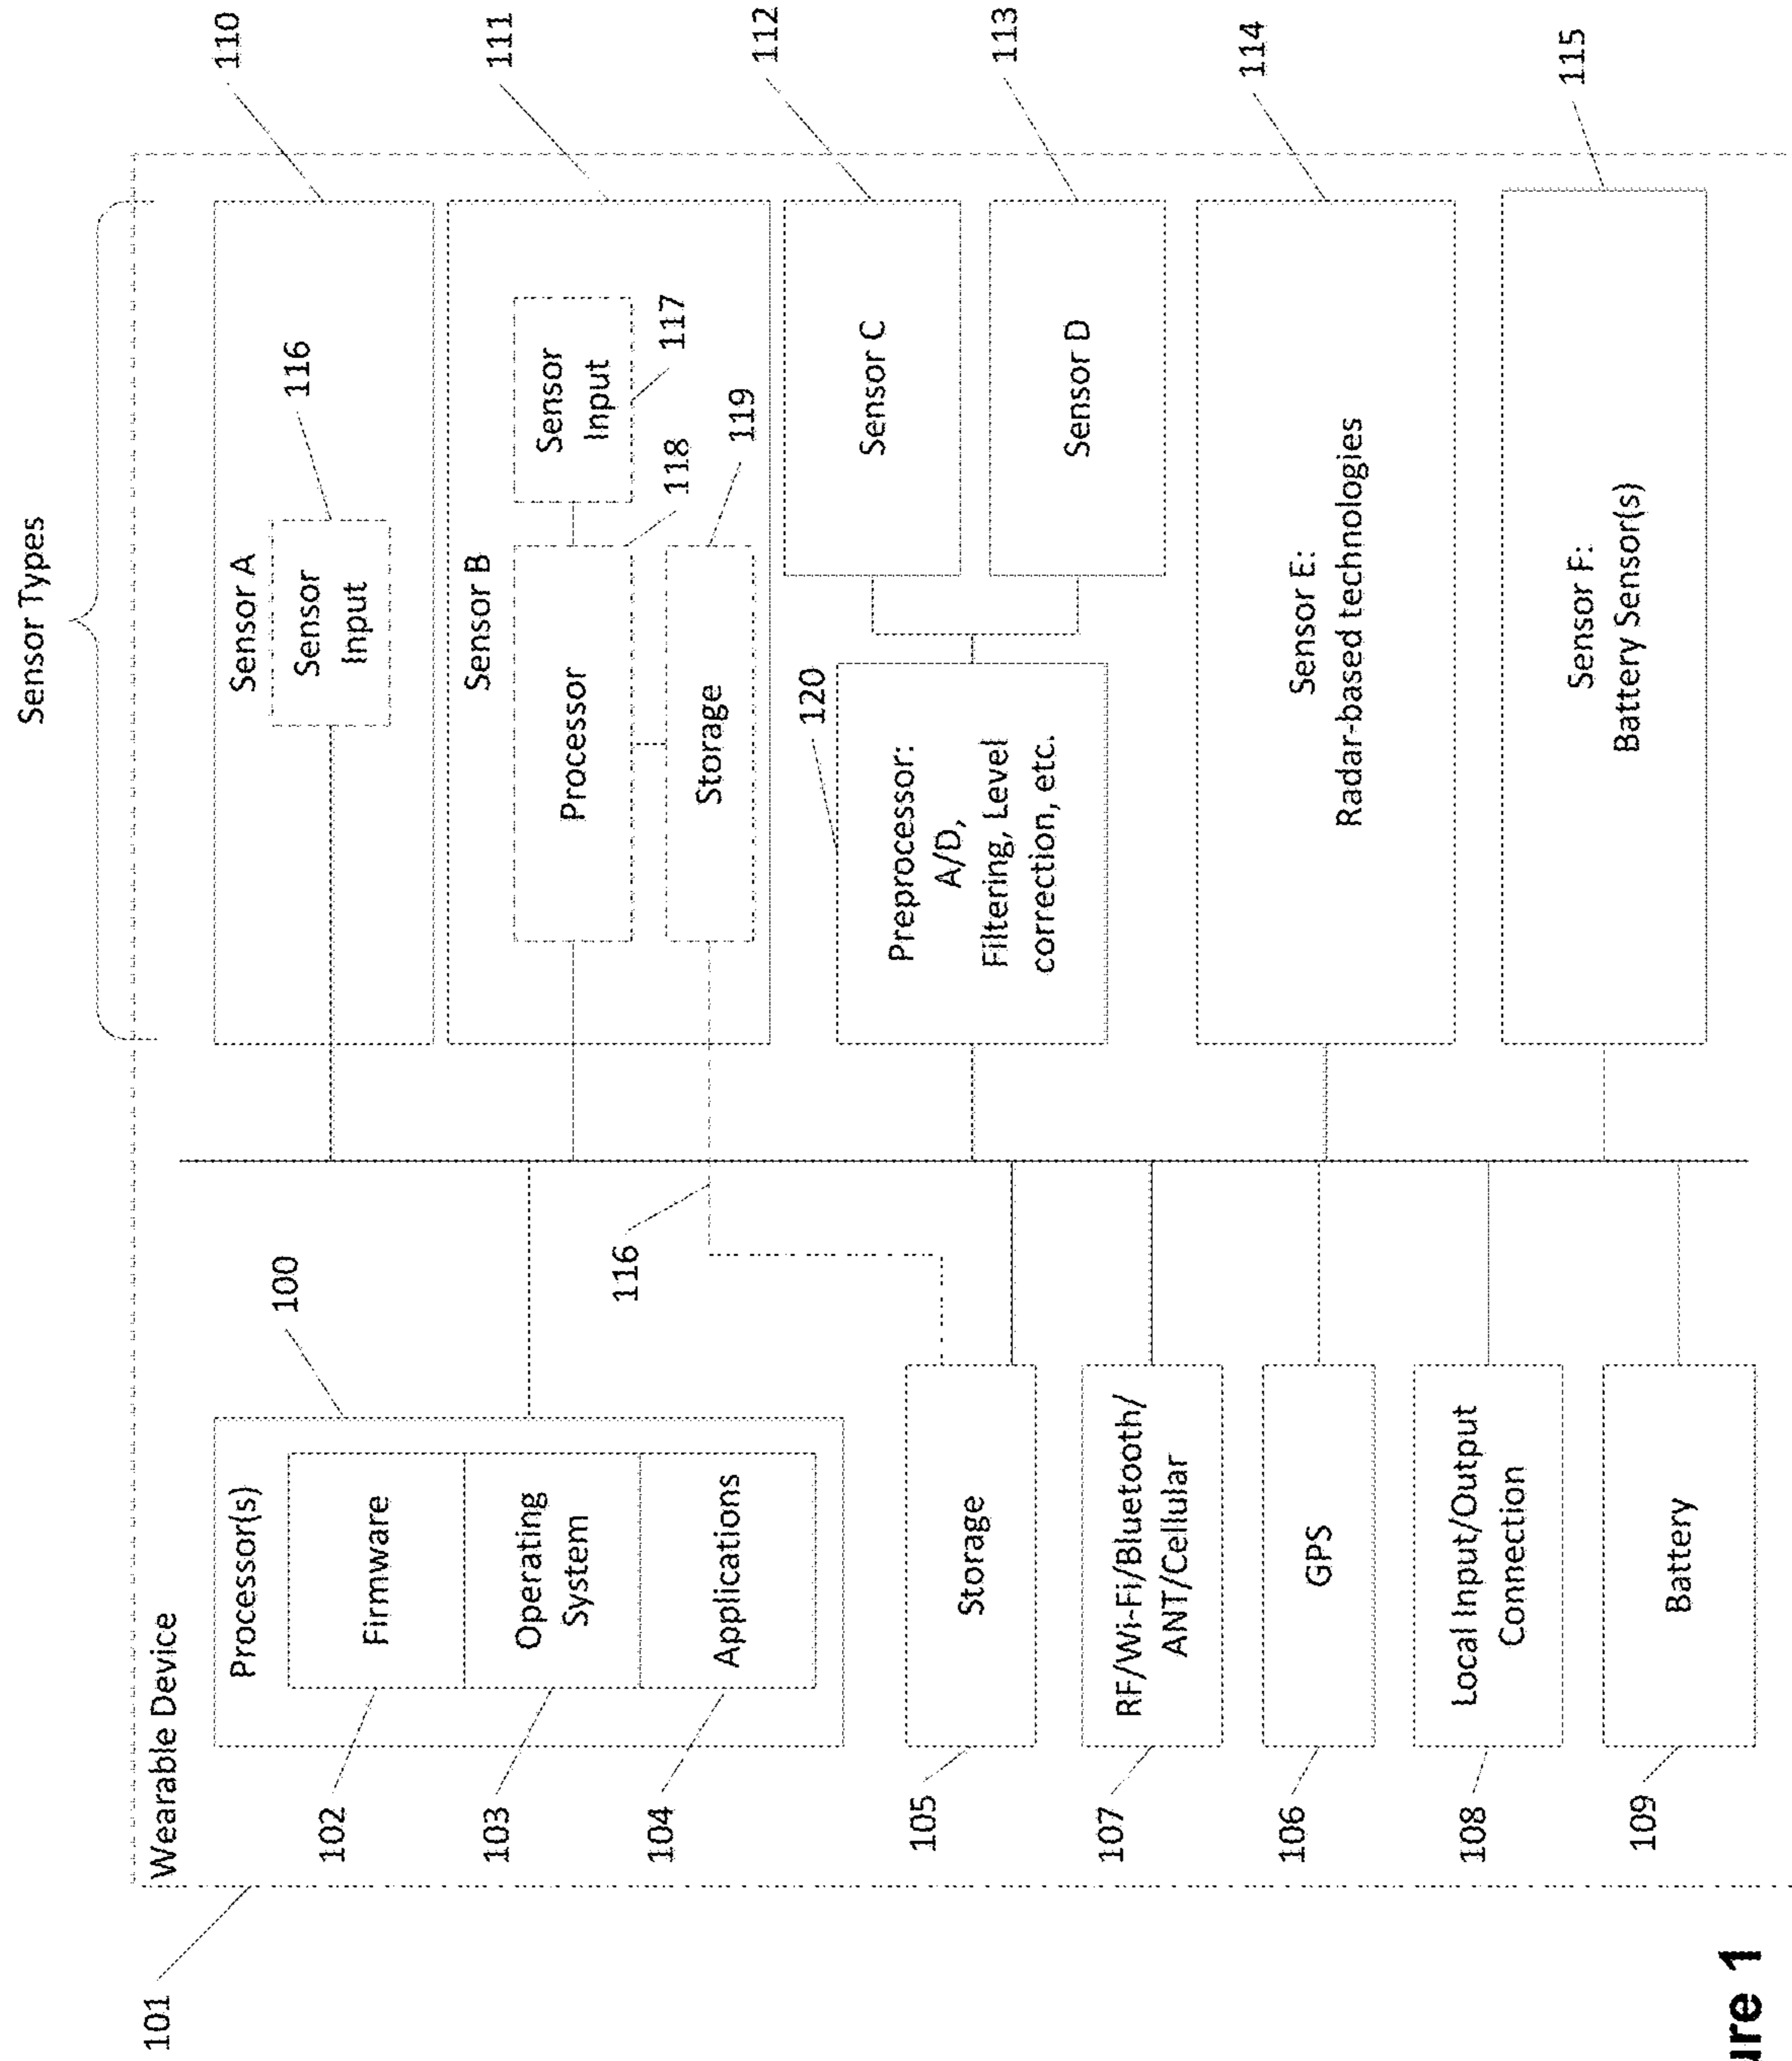 Sensor Types
101
Wearable Device
100
Processor(s)
102
Firmware
103
Operating
System
104
Applications
105
Storage
107
RF/Wi-Fi/Bluetooth/
ANT/Cellular
106
GPS
108
Local Input/Output
Connection
109
Battery
116
110
Sensor A
116
Sensor
Input
111
Sensor B
Processor
118
Sensor
Input
117
Storage
119
120
Preprocessor:
A/D,
Filtering, Level
correction, etc.
112
Sensor C
113
Sensor D
114
Sensor E:
Radar-based technologies
115
Sensor F:
Battery Sensor(s)
ure 1